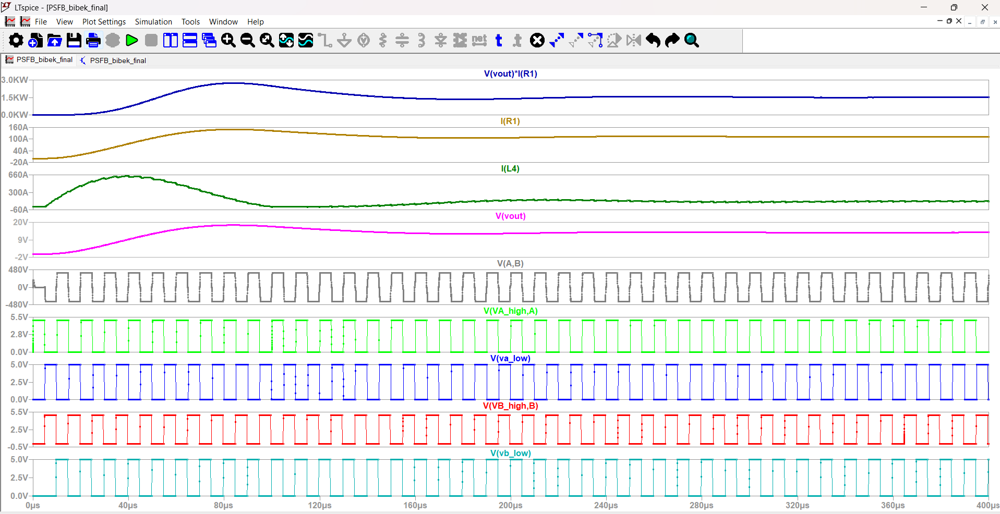 LTspice - [PSFB_bibek_final]
File View Plot Settings Simulation Tools Window Help
net t .t
PSFB_bibek_final PSFB_bibek_final
V(vout)*I(R1)
3.0KW
1.5KW
0.0KW
I(R1)
160A
100A
40A
-20A
I(L4)
660A
300A
-60A
V(vout)
20V
9V
-2V
V(A,B)
480V
0V
-480V
V(VA_high,A)
5.5V
2.8V
0.0V
V(va_low)
5.0V
2.5V
0.0V
V(VB_high,B)
5.5V
2.5V
-0.5V
V(vb_low)
5.0V
2.5V
0.0V
0µs 40µs 80µs 120µs 160µs 200µs 240µs 280µs 320µs 360µs 400µs